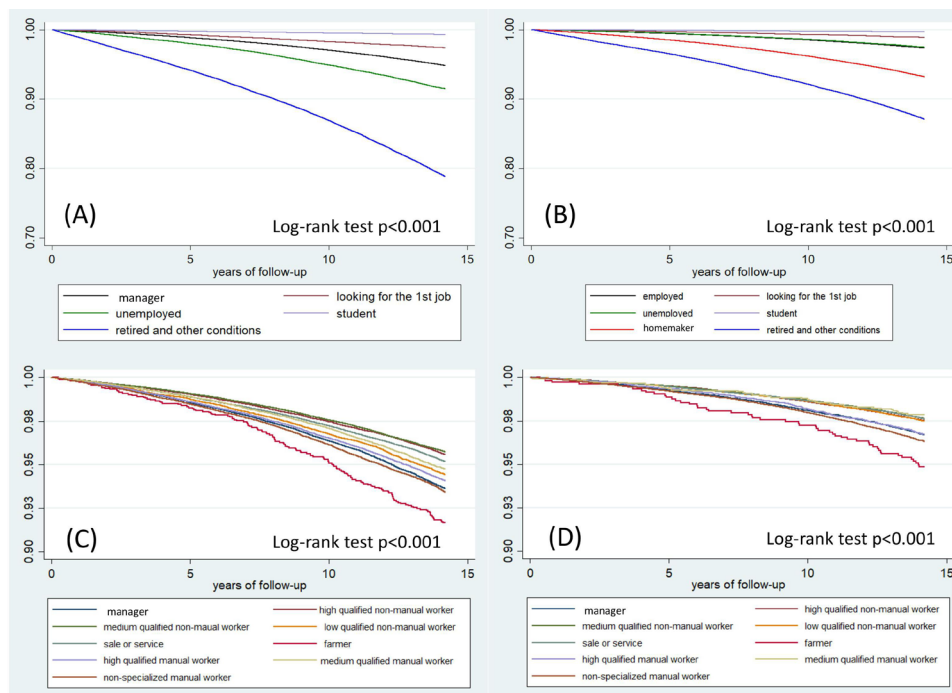 1.00
0.90
0.80
0.70
(A)
Log-rank test p<0.001
0 5 10 15
years of follow-up
manager looking for the 1st job
unemployed student
retired and other conditions
1.00
0.90
0.80
0.70
(B)
Log-rank test p<0.001
0 5 10 15
years of follow-up
employed looking for the 1st job
unemoloved student
homemaker retired and other conditions
1.00
0.98
0.95
0.93
0.90
(C)
Log-rank test p<0.001
0 5 10 15
years of follow-up
manager high qualified non-manual worker
medium qualified non-maual worker low qualified non-manual worker
sale or service farmer
high qualified manual worker medium qualified manual worker
non-specialized manual worker
1.00
0.98
0.95
0.93
0.90
(D)
Log-rank test p<0.001
0 5 10 15
years of follow-up
manager high qualified non-manual worker
medium qualified non-manual worker low qualified non-manual worker
sale or service farmer
high qualified manual worker medium qualified manual worker
non-specialized manual worker